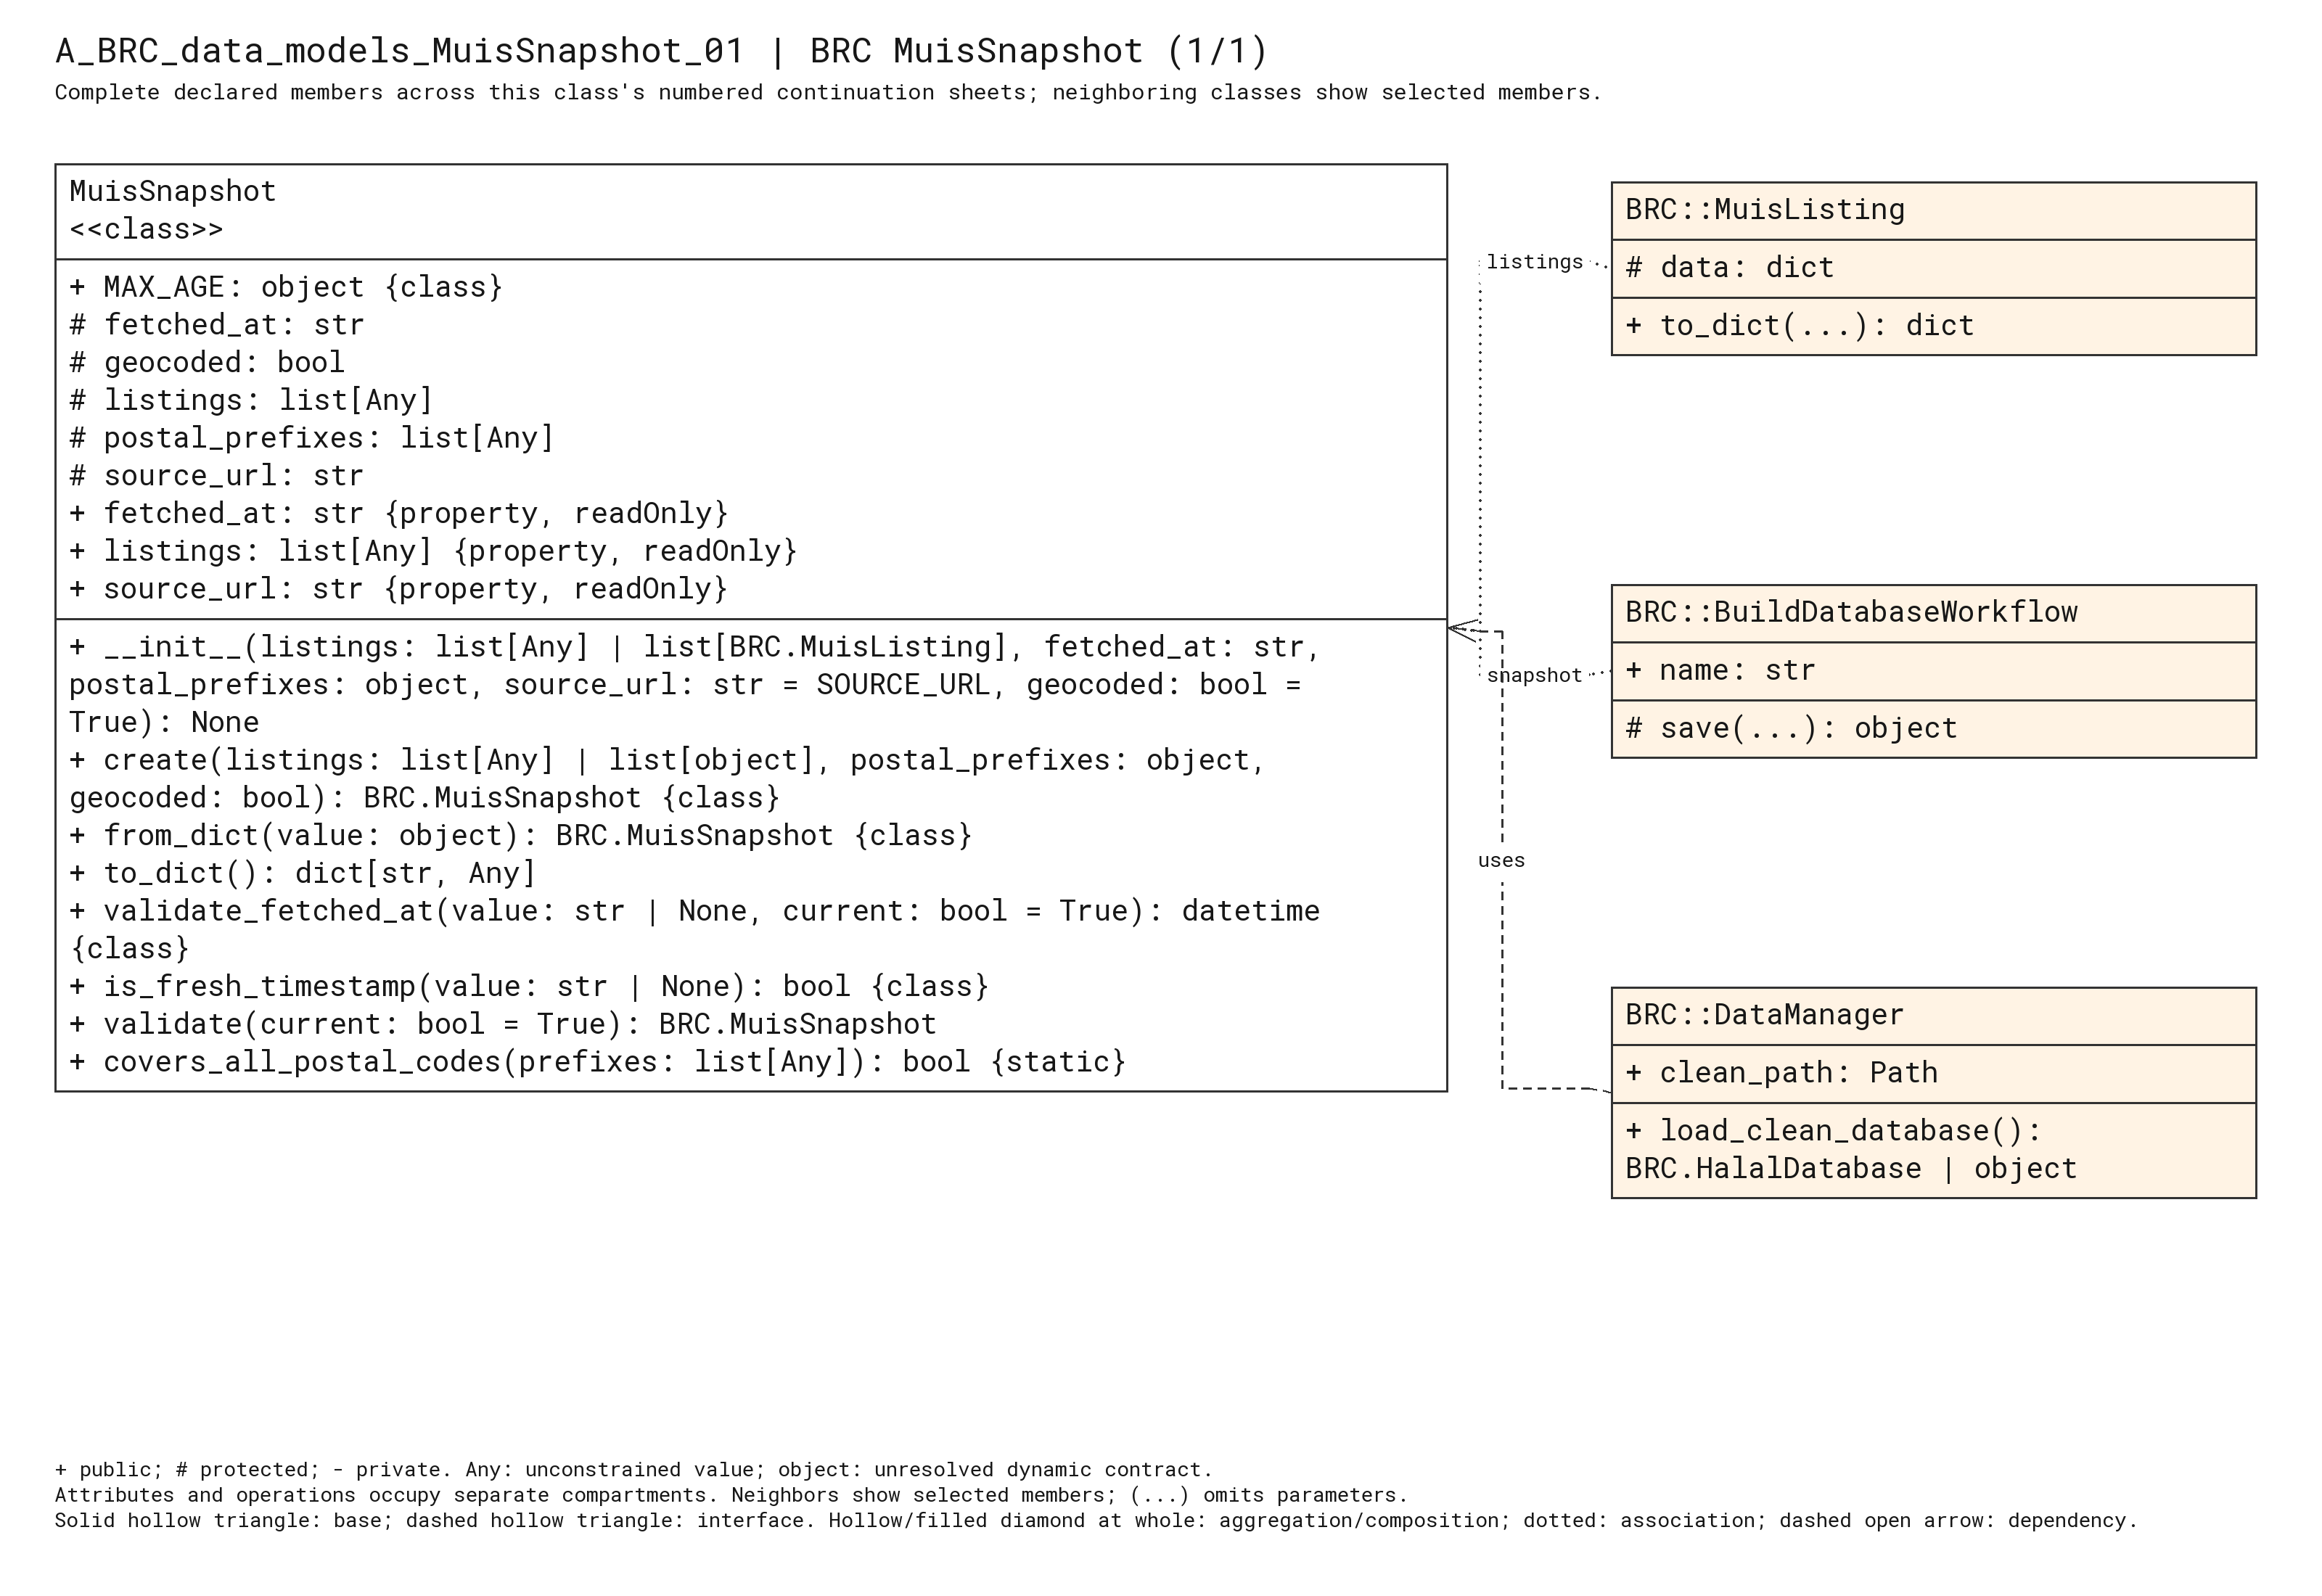 A_BRC_data_models_MuisSnapshot_01 | BRC MuisSnapshot (1/1)
Complete declared members across this class's numbered continuation sheets; neighboring classes show selected members.
MuisSnapshot
<<class>>
+ MAX_AGE: object {class}
# fetched_at: str
# geocoded: bool
# listings: list[Any]
# postal_prefixes: list[Any]
# source_url: str
+ fetched_at: str {property, readOnly}
+ listings: list[Any] {property, readOnly}
+ source_url: str {property, readOnly}
+ __init__(listings: list[Any] | list[BRC.MuisListing], fetched_at: str,
postal_prefixes: object, source_url: str = SOURCE_URL, geocoded: bool =
True): None
+ create(listings: list[Any] | list[object], postal_prefixes: object,
geocoded: bool): BRC.MuisSnapshot {class}
+ from_dict(value: object): BRC.MuisSnapshot {class}
+ to_dict(): dict[str, Any]
+ validate_fetched_at(value: str | None, current: bool = True): datetime
{class}
+ is_fresh_timestamp(value: str | None): bool {class}
+ validate(current: bool = True): BRC.MuisSnapshot
+ covers_all_postal_codes(prefixes: list[Any]): bool {static}
listings
snapshot
uses
BRC::MuisListing
# data: dict
+ to_dict(...): dict
BRC::BuildDatabaseWorkflow
+ name: str
# save(...): object
BRC::DataManager
+ clean_path: Path
+ load_clean_database():
BRC.HalalDatabase | object
+ public; # protected; - private. Any: unconstrained value; object: unresolved dynamic contract.
Attributes and operations occupy separate compartments. Neighbors show selected members; (...) omits parameters.
Solid hollow triangle: base; dashed hollow triangle: interface. Hollow/filled diamond at whole: aggregation/composition; dotted: association; dashed open arrow: dependency.